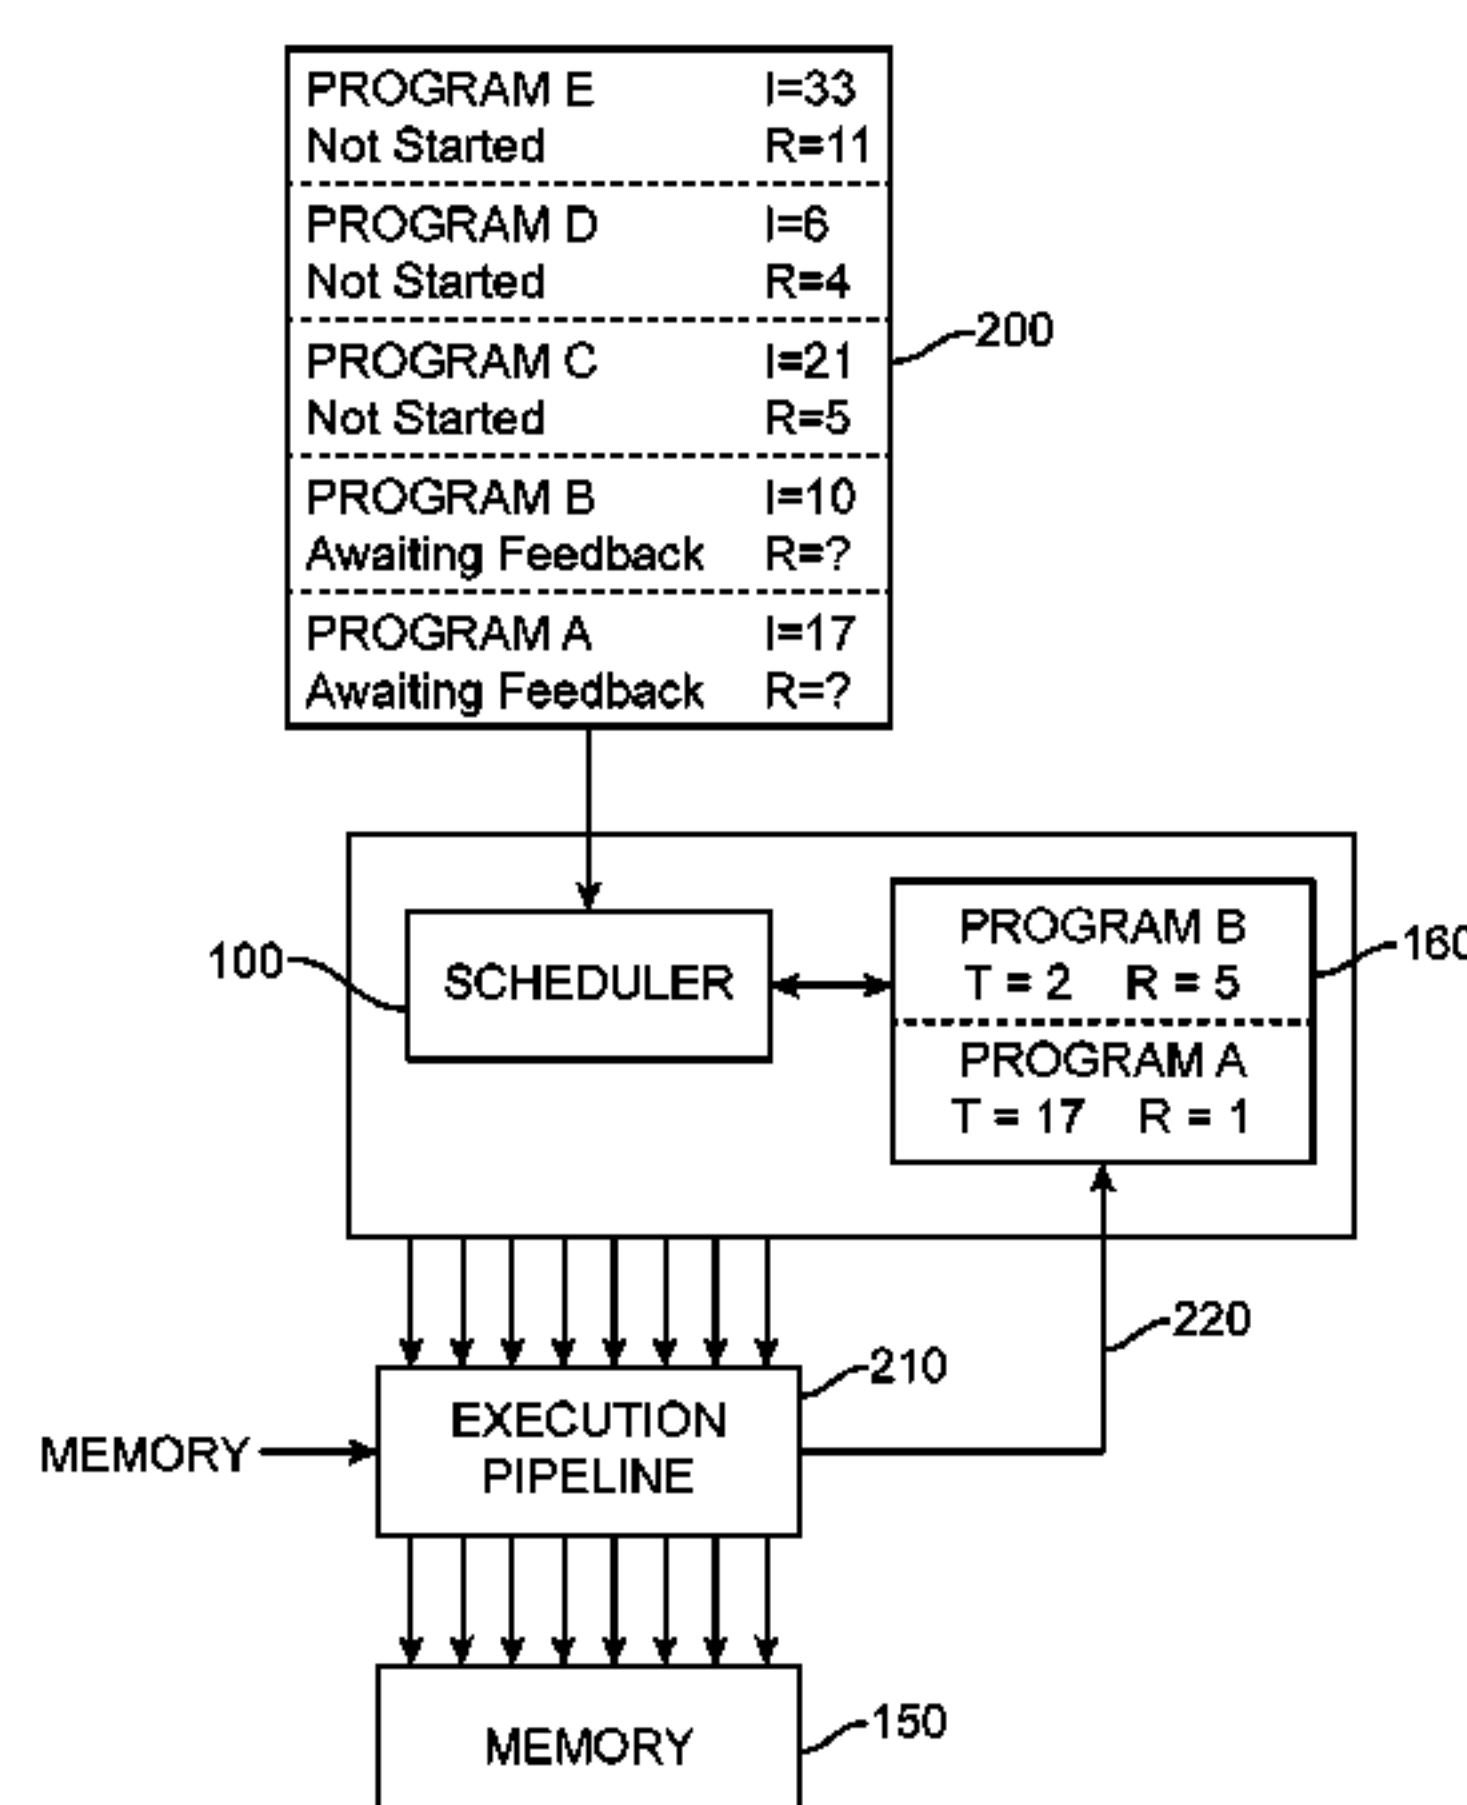 PROGRAM E I=33
Not Started R=11
PROGRAM D I=6
Not Started R=4
200
PROGRAM C I=21
Not Started R=5
PROGRAM B I=10
Awaiting Feedback R=?
PROGRAM A I=17
Awaiting Feedback R=?
100
SCHEDULER
PROGRAM B
T = 2 R = 5
160
PROGRAM A
T = 17 R = 1
220
210
EXECUTION
PIPELINE
MEMORY
150
MEMORY